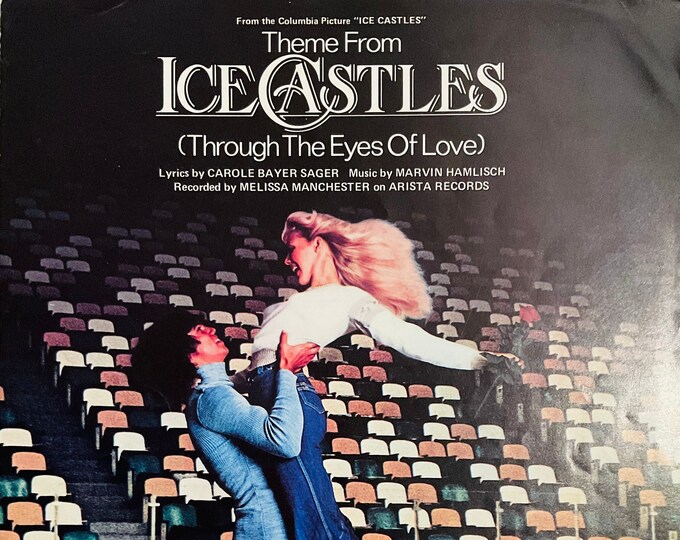 From the Columbia Picture "ICE CASTLES"
Theme From
ICE CASTLES
(Through The Eyes Of Love)
Lyrics by CAROLE BAYER SAGER Music by MARVIN HAMLISCH
Recorded by MELISSA MANCHESTER on ARISTA RECORDS